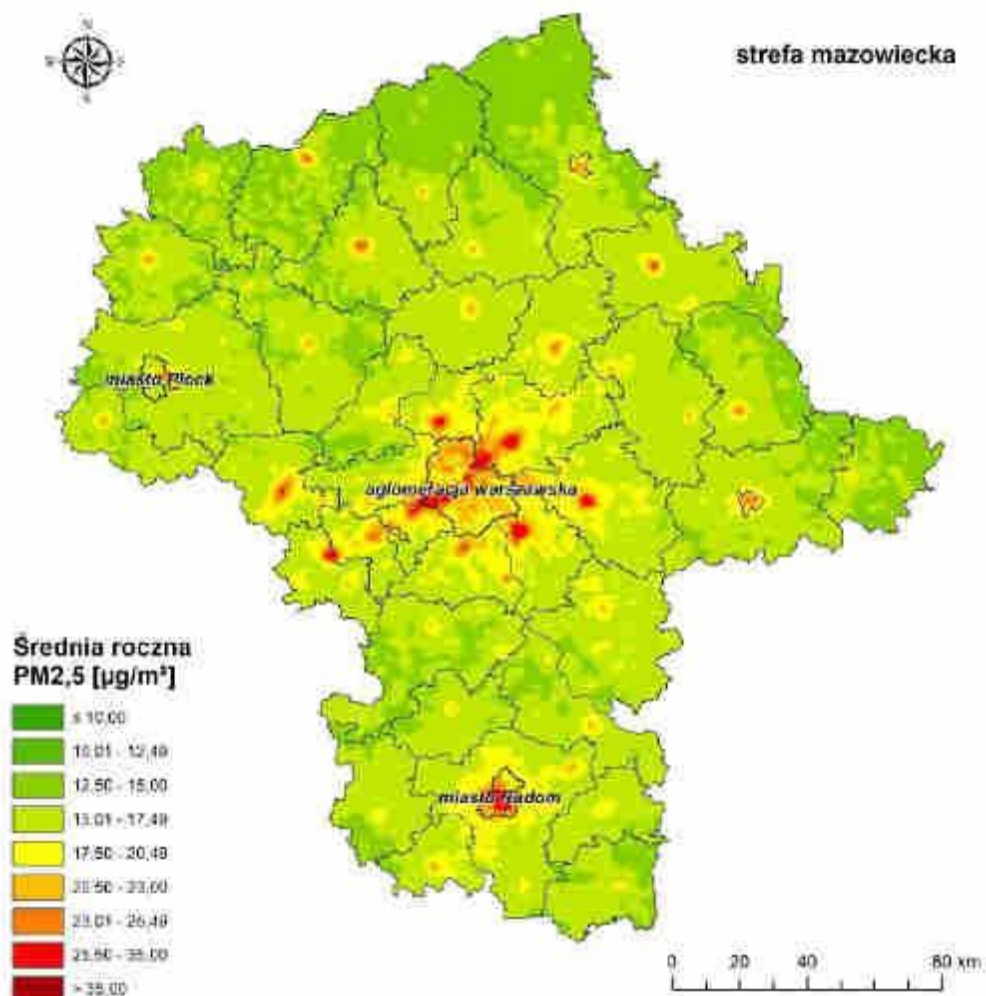 N
strefa mazowiecka
miasto Płock
aglomeracja warszawska
miasto Radom
Średnia roczna
PM2,5 [µg/m³]
≤ 10,00
10,01 - 12,49
12,50 - 15,00
15,01 - 17,49
17,50 - 20,49
20,50 - 23,00
23,01 - 25,49
25,50 - 35,00
> 35,00
0 20 40 80 km